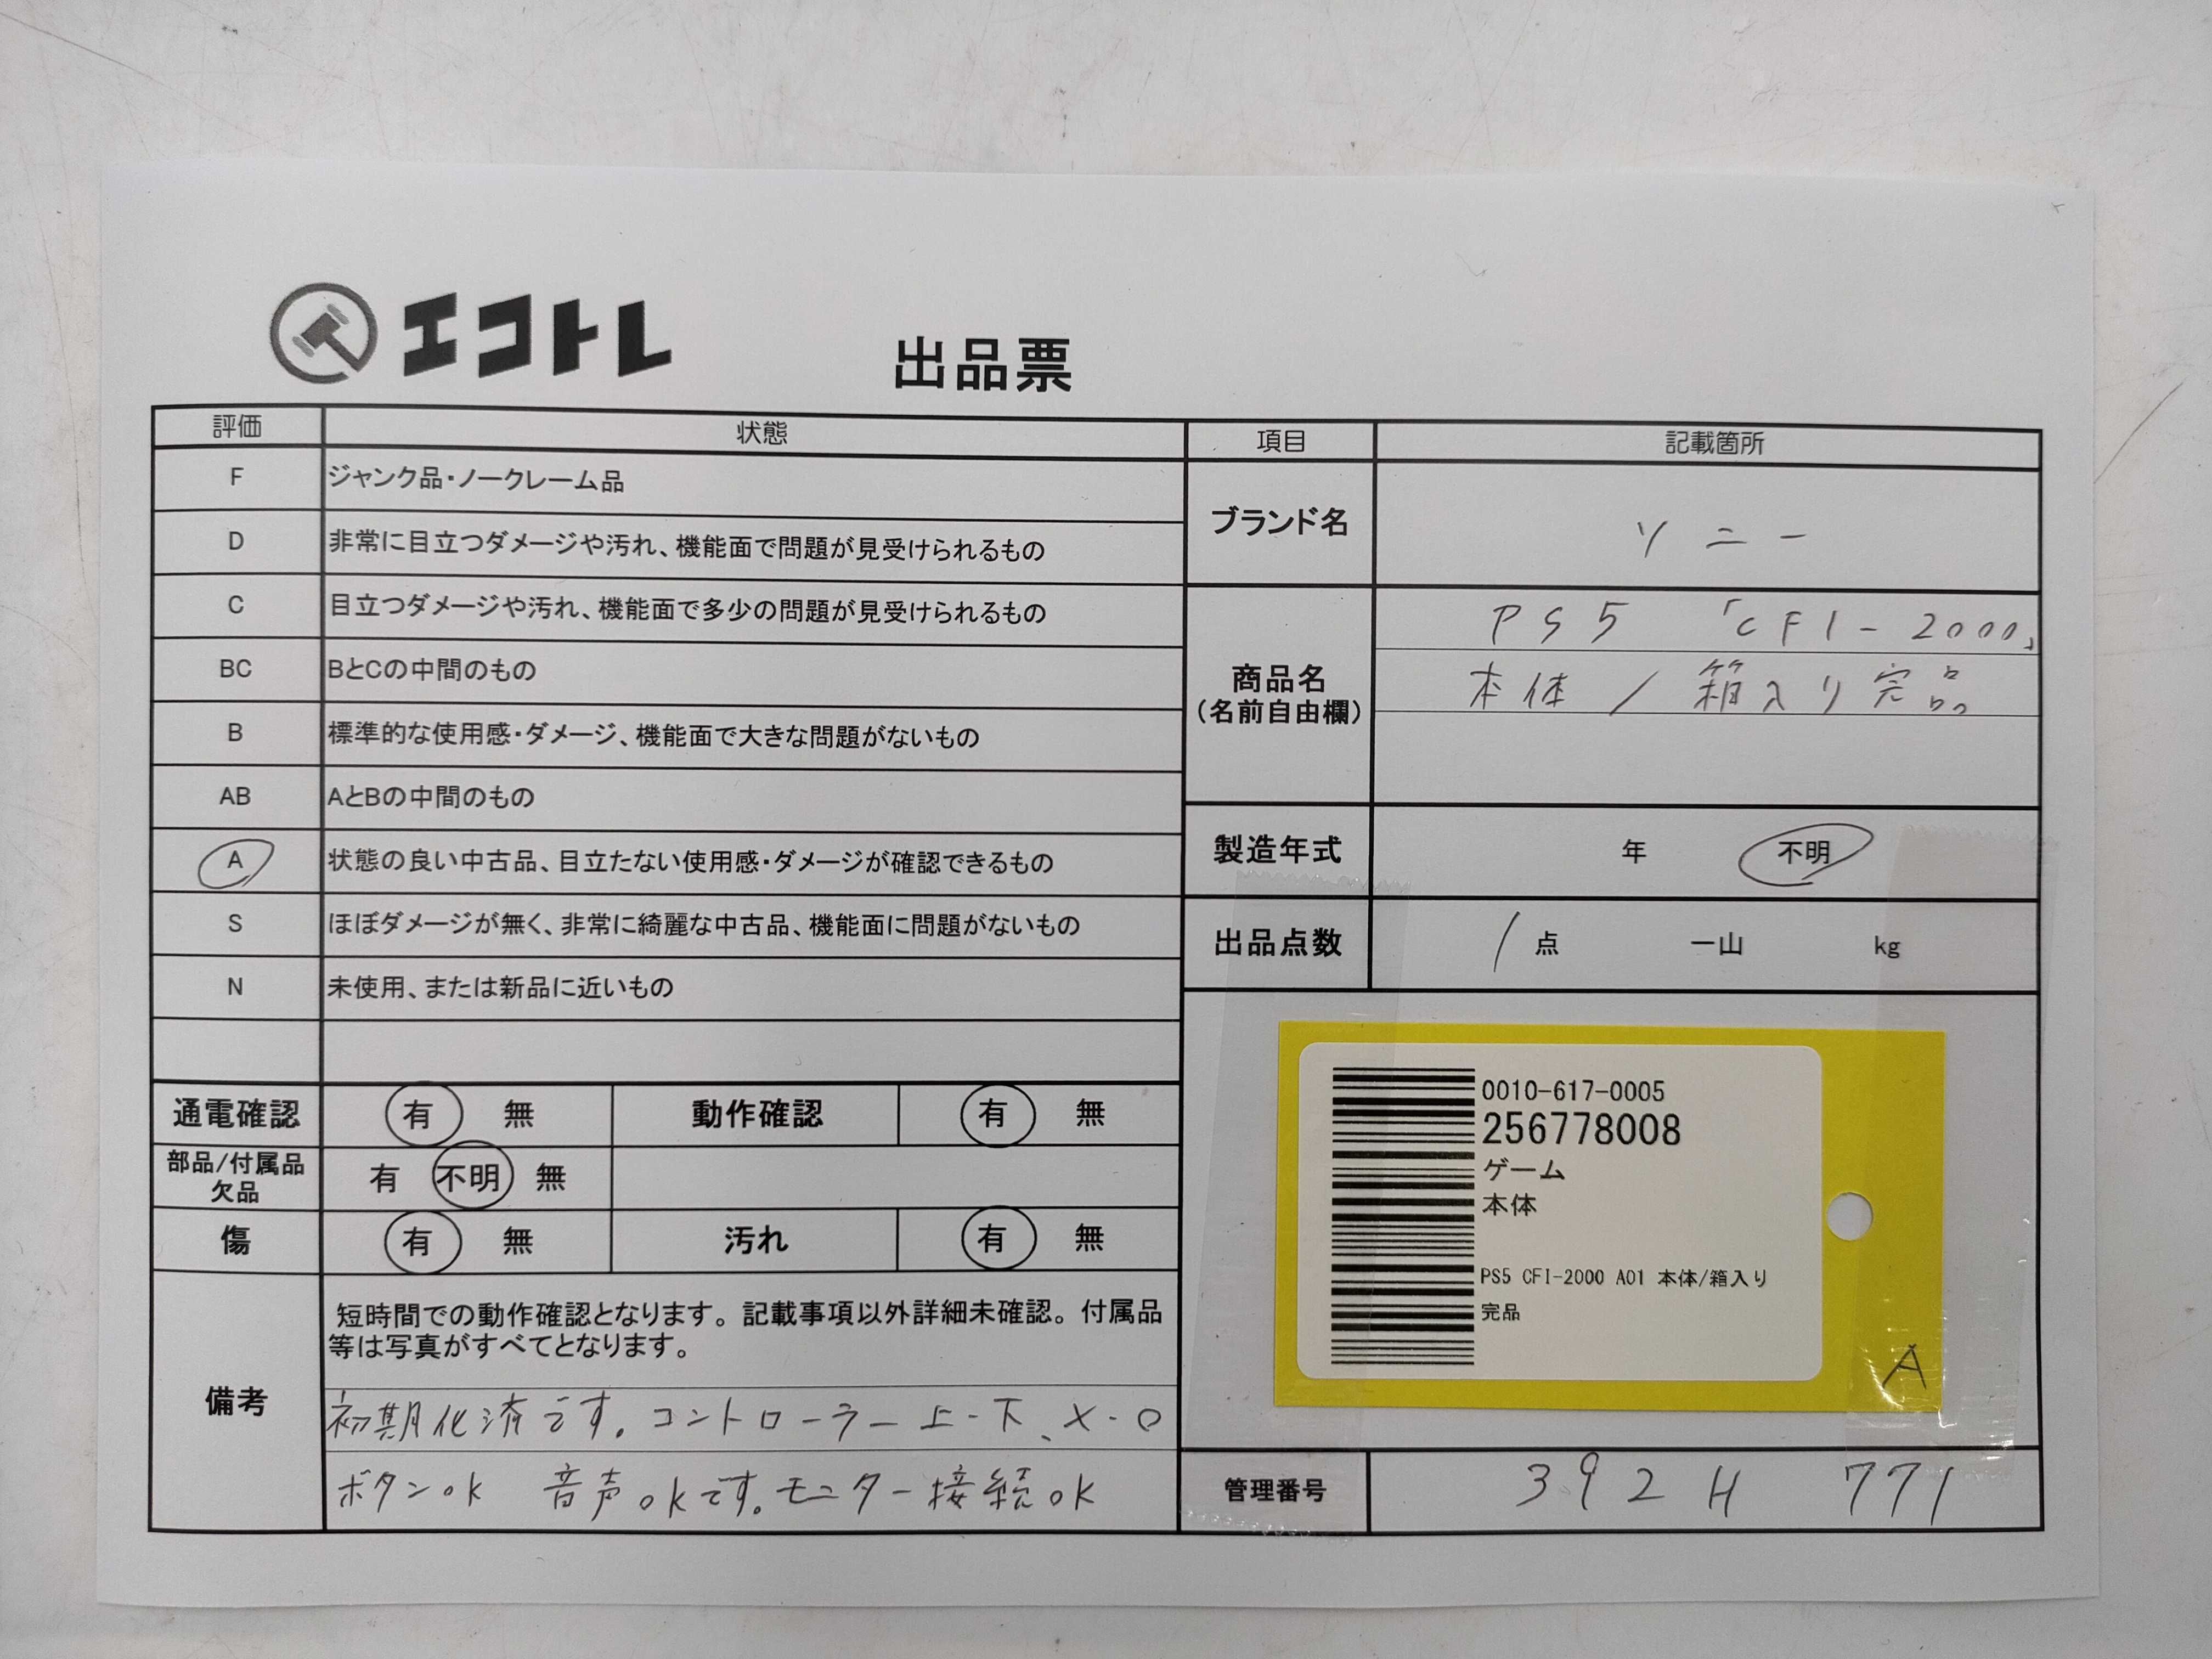 エコトレ
出品票
評価 状態
F ジャンク品・ノークレーム品
D 非常に目立つダメージや汚れ、機能面で問題が見受けられるもの
C 目立つダメージや汚れ、機能面で多少の問題が見受けられるもの
BC BとCの中間のもの
B 標準的な使用感・ダメージ、機能面で大きな問題がないもの
AB AとBの中間のもの
A 状態の良い中古品、目立たない使用感・ダメージが確認できるもの
S ほぼダメージが無く、非常に綺麗な中古品、機能面に問題がないもの
N 未使用、または新品に近いもの
通電確認 有 無 動作確認 有 無
部品/付属品
欠品
有 不明 無
傷 有 無 汚れ 有 無
備考
短時間での動作確認となります。記載事項以外詳細未確認。付属品
等は写真がすべてとなります。
初期化済です。コントローラー上・下、×・○
ボタンok 音声okです。モニター接続ok
項目 記載箇所
ブランド名 ソニー
商品名
(名前自由欄)
PS5 「CFI-2000」
本体/箱入り完品。
製造年式 年 不明
出品点数 1 点 一山 kg
0010-617-0005
256778008
ゲーム
本体
PS5 CFI-2000 A01 本体/箱入り
完品
A
管理番号 392H 771